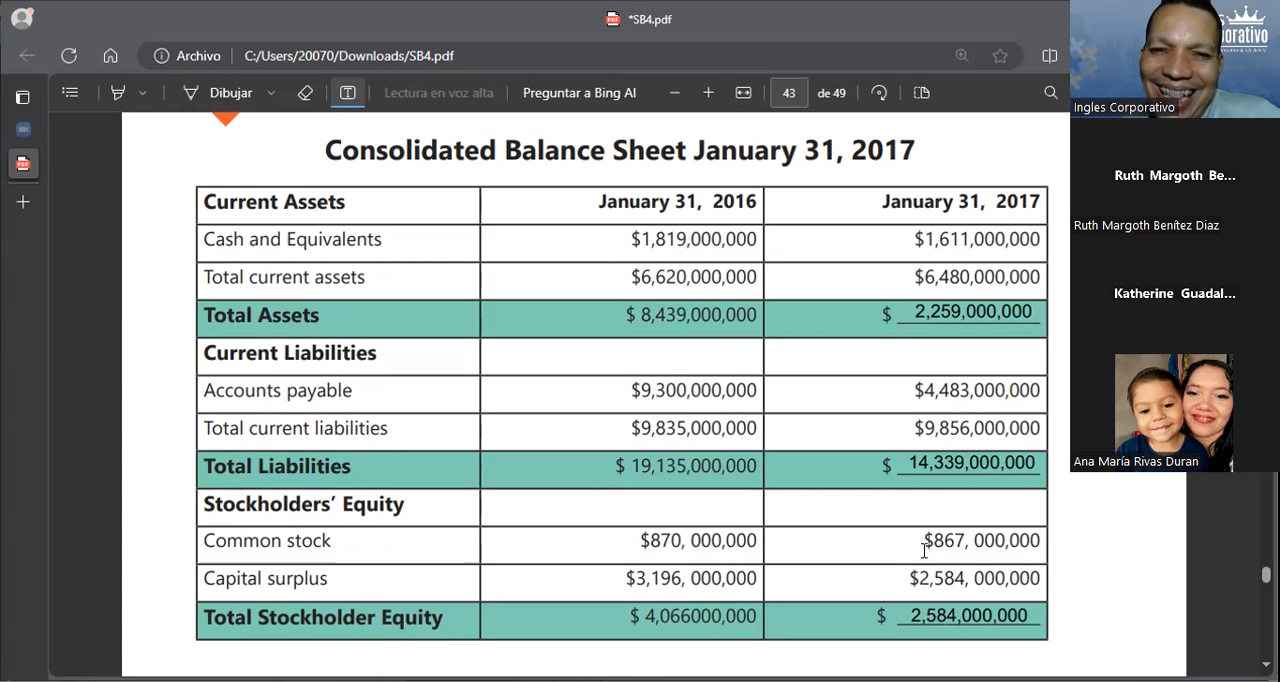 *SB4.pdf
Archivo
C:/Users/20070/Downloads/SB4.pdf
Dibujar
Lectura en voz alta
Preguntar a Bing AI
43
de 49
Consolidated Balance Sheet January 31, 2017
Current Assets January 31, 2016 January 31, 2017
Cash and Equivalents $1,819,000,000 $1,611,000,000
Total current assets $6,620,000,000 $6,480,000,000
Total Assets $ 8,439,000,000 $ 2,259,000,000
Current Liabilities
Accounts payable $9,300,000,000 $4,483,000,000
Total current liabilities $9,835,000,000 $9,856,000,000
Total Liabilities $ 19,135,000,000 $ 14,339,000,000
Stockholders’ Equity
Common stock $870, 000,000 $867, 000,000
Capital surplus $3,196, 000,000 $2,584, 000,000
Total Stockholder Equity $ 4,066000,000 $ 2,584,000,000
Ingles Corporativo
Ruth Margoth Be...
Ruth Margoth Benítez Diaz
Katherine Guadal...
Ana María Rivas Duran